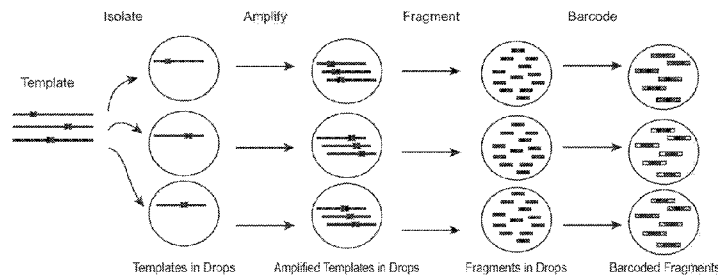 Isolate Amplify Fragment Barcode
Template
Templates in Drops Amplified Templates in Drops Fragments in Drops Barcoded Fragments